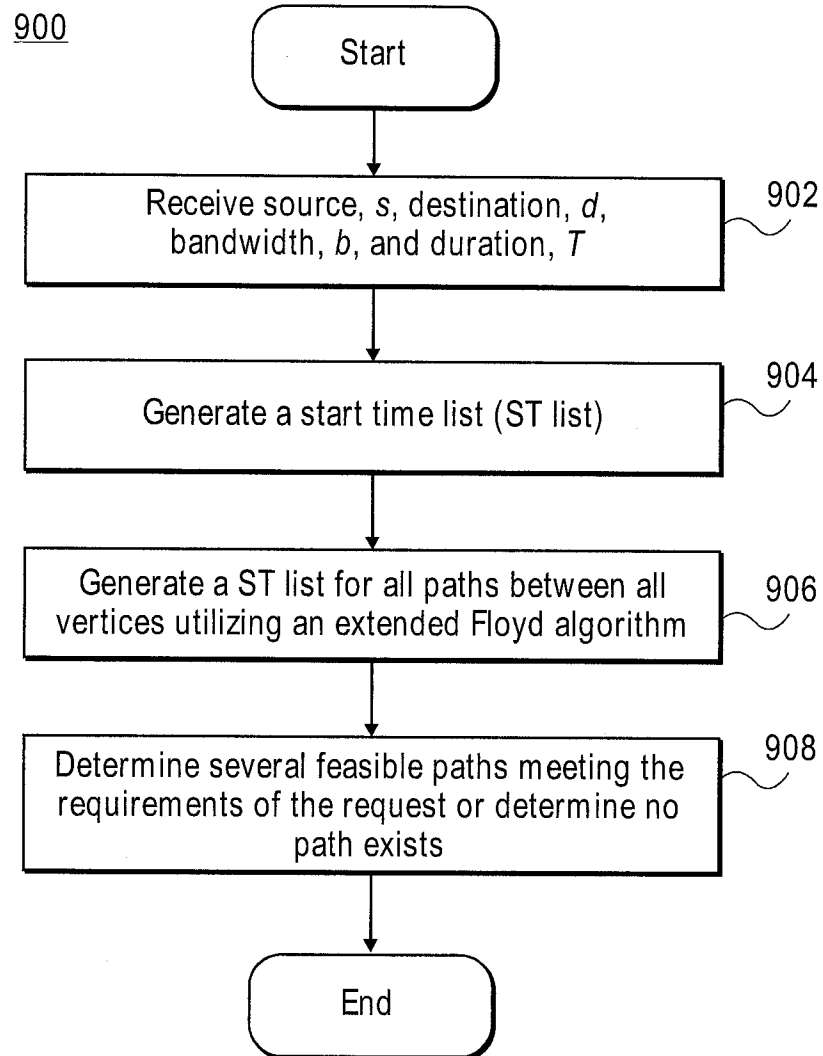 900
Start
Receive source, s, destination, d,
bandwidth, b, and duration, T
902
Generate a start time list (ST list)
904
Generate a ST list for all paths between all
vertices utilizing an extended Floyd algorithm
906
Determine several feasible paths meeting the
requirements of the request or determine no
path exists
908
End